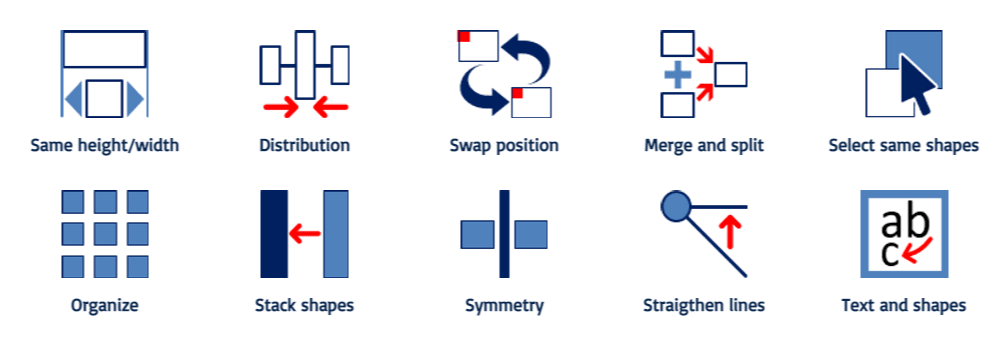 Same height/width
Distribution
Swap position
Merge and split
Select same shapes
Organize
Stack shapes
Symmetry
Straigthen lines
ab
c
Text and shapes